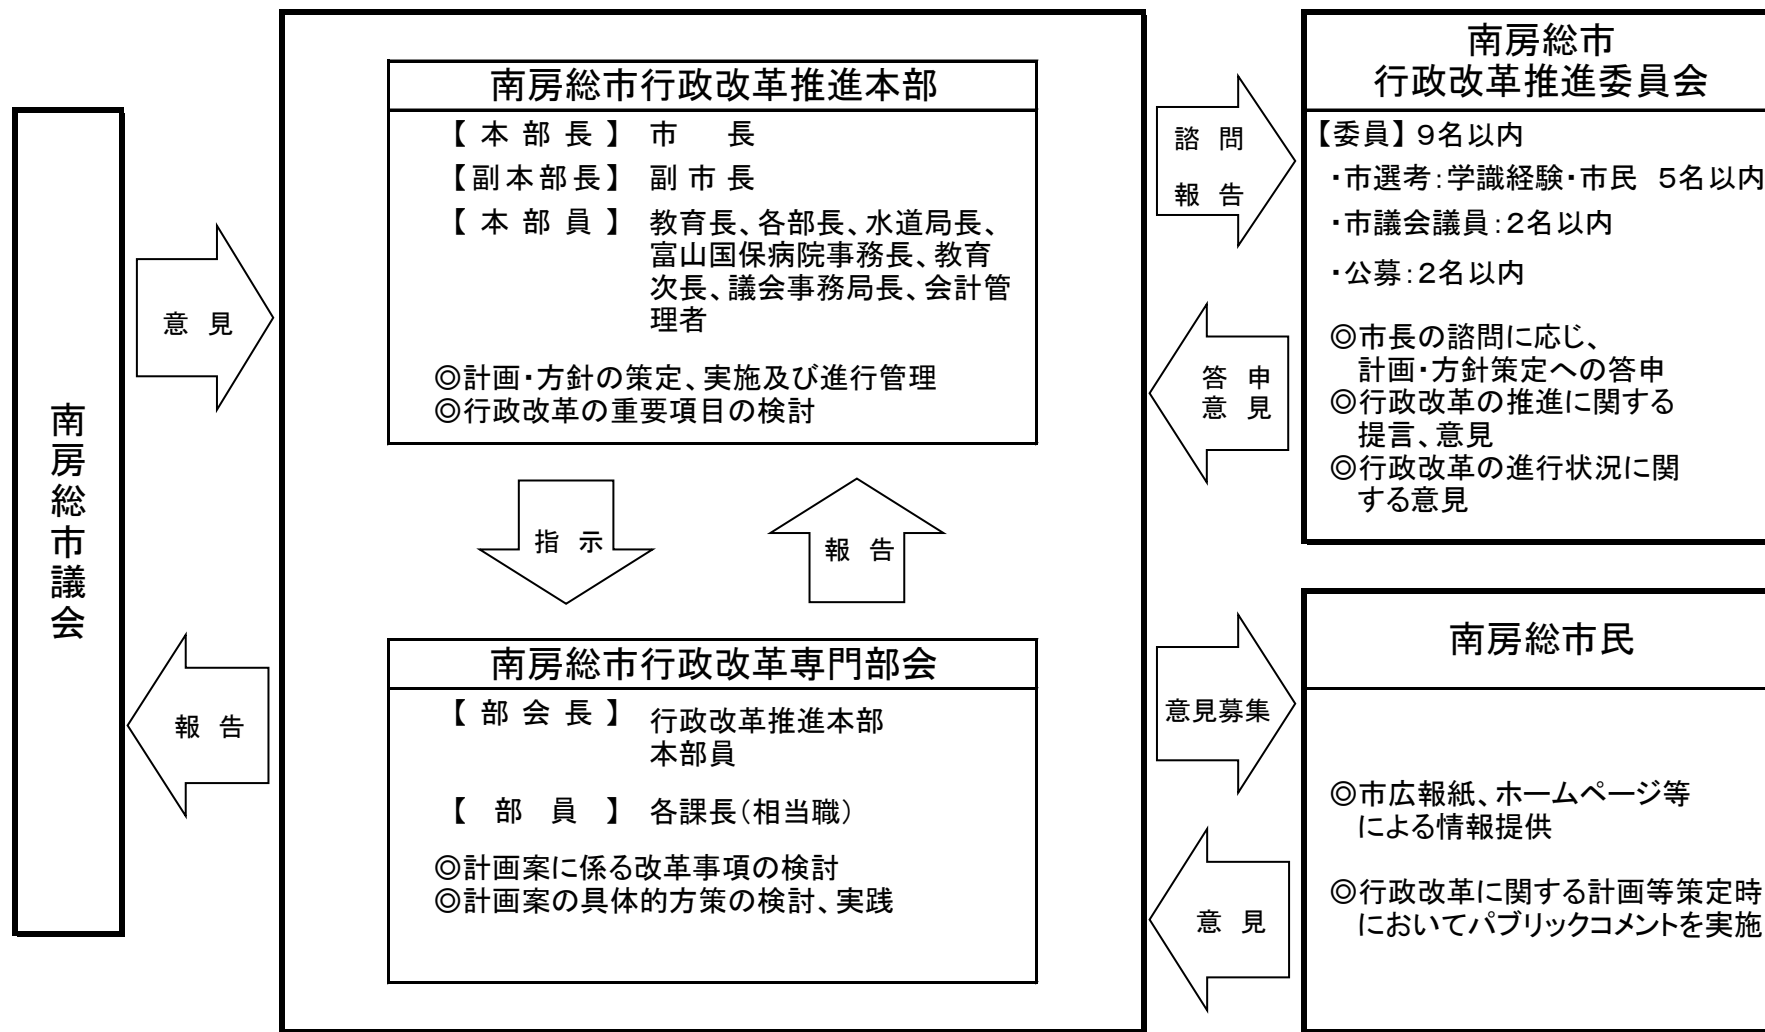 南房総市議会
意 見
報 告
南房総市行政改革推進本部
【 本 部 長 】 市 長
【副本部長】 副 市 長
【 本 部 員 】 教育長、各部長、水道局長、
富山国保病院事務長、教育
次長、議会事務局長、会計管
理者
◎計画・方針の策定、実施及び進行管理
◎行政改革の重要項目の検討
指 示
報 告
南房総市行政改革専門部会
【 部 会 長 】 行政改革推進本部
本部員
【 部 員 】 各課長(相当職)
◎計画案に係る改革事項の検討
◎計画案の具体的方策の検討、実践
諮 問
報 告
答 申
意 見
南房総市
行政改革推進委員会
【委員】 9名以内
・市選考:学識経験・市民 5名以内
・市議会議員:2名以内
・公募:2名以内
◎市長の諮問に応じ、
計画・方針策定への答申
◎行政改革の推進に関する
提言、意見
◎行政改革の進行状況に関
する意見
意見募集
意 見
南房総市民
◎市広報紙、ホームページ等
による情報提供
◎行政改革に関する計画等策定時
においてパブリックコメントを実施